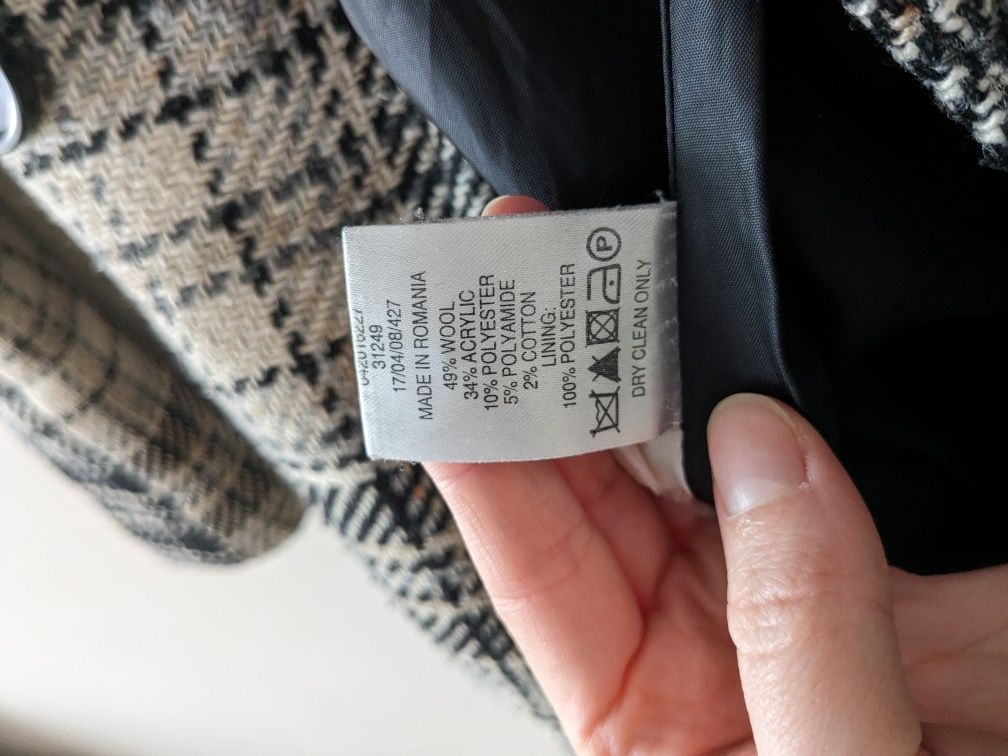 31249
17/04/08/427
MADE IN ROMANIA
49% WOOL
34% ACRYLIC
10% POLYESTER
5% POLYAMIDE
2% COTTON
LINING:
100% POLYESTER
P
DRY CLEAN ONLY